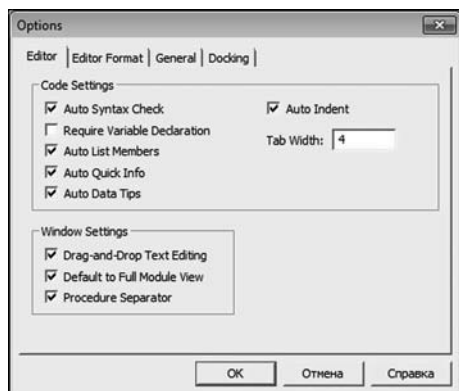 Options
Editor Editor Format General Docking
Code Settings
Auto Syntax Check Auto Indent
Require Variable Declaration
Tab Width: 4
Auto List Members
Auto Quick Info
Auto Data Tips
Window Settings
Drag-and-Drop Text Editing
Default to Full Module View
Procedure Separator
OK Отмена Справка